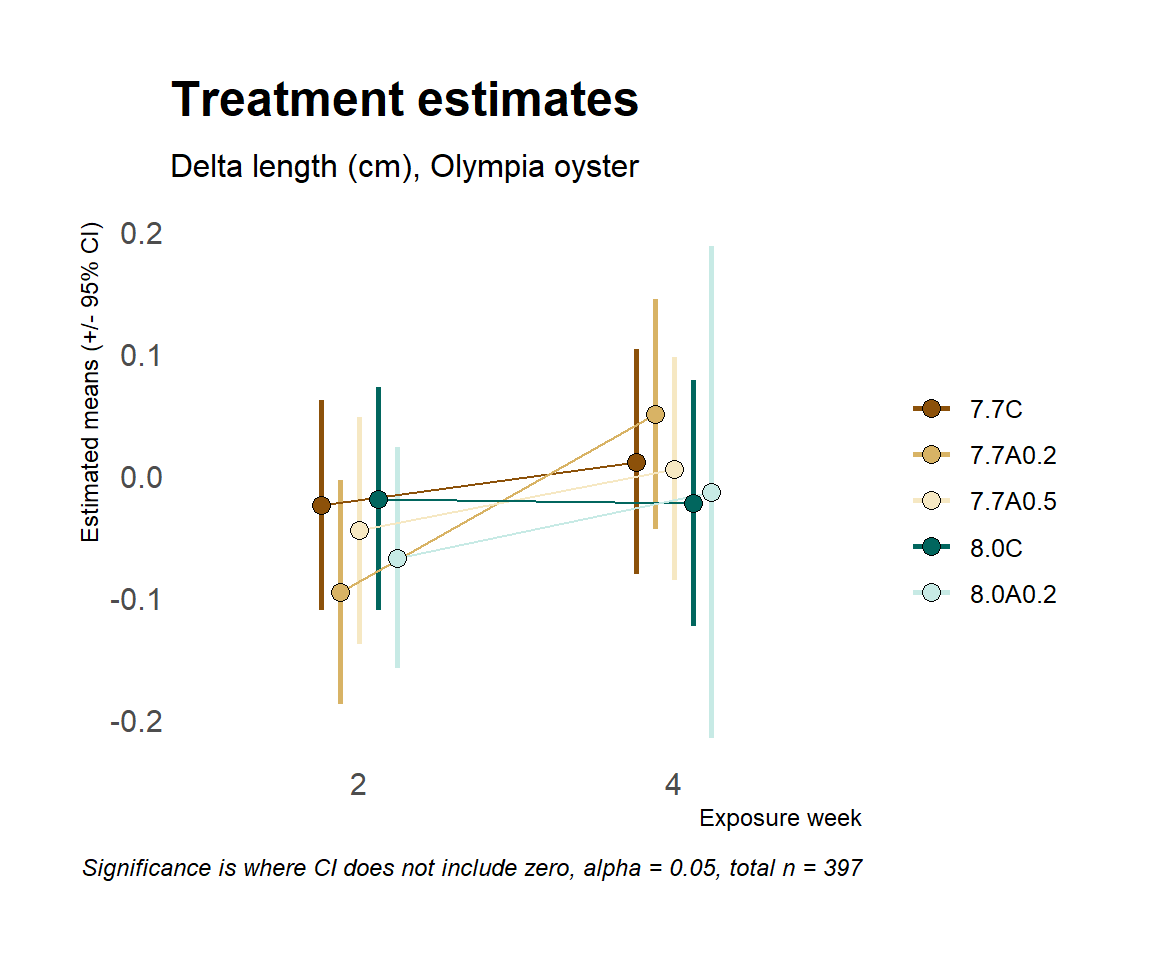 Treatment estimates
Delta length (cm), Olympia oyster
Estimated means (+/- 95% CI)
0.2
0.1
0.0
-0.1
-0.2
2
4
Exposure week
7.7C
7.7A0.2
7.7A0.5
8.0C
8.0A0.2
Significance is where CI does not include zero, alpha = 0.05, total n = 397